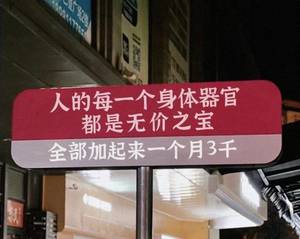 人的每一个身体器官
都是无价之宝
全部加起来一个月3千